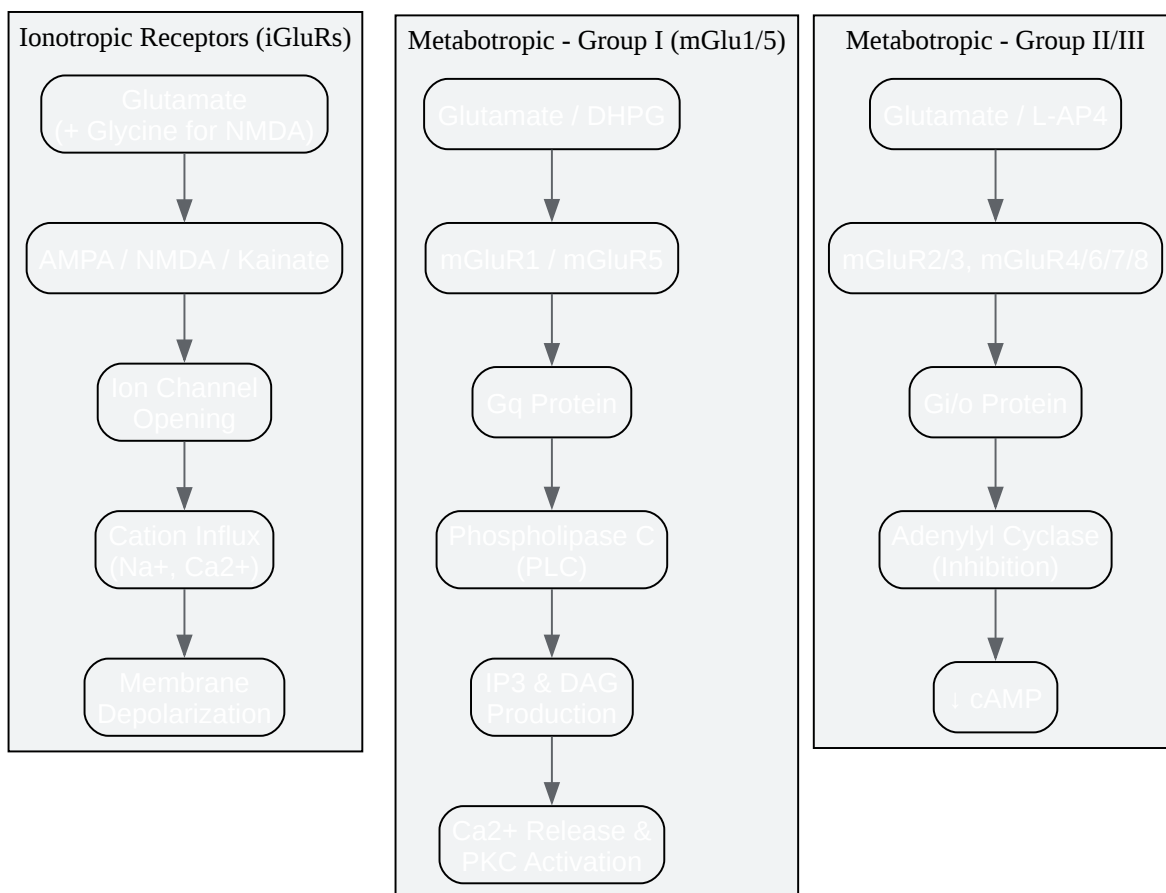 Ionotropic Receptors (iGluRs)
Glutamate
(+ Glycine for NMDA)
AMPA / NMDA / Kainate
Ion Channel
Opening
Cation Influx
(Na+, Ca2+)
Membrane
Depolarization
Metabotropic - Group I (mGlu1/5)
Glutamate / DHPG
mGluR1 / mGluR5
Gq Protein
Phospholipase C
(PLC)
IP3 & DAG
Production
Ca2+ Release &
PKC Activation
Metabotropic - Group II/III
Glutamate / L-AP4
mGluR2/3, mGluR4/6/7/8
Gi/o Protein
Adenylyl Cyclase
(Inhibition)
↓ cAMP